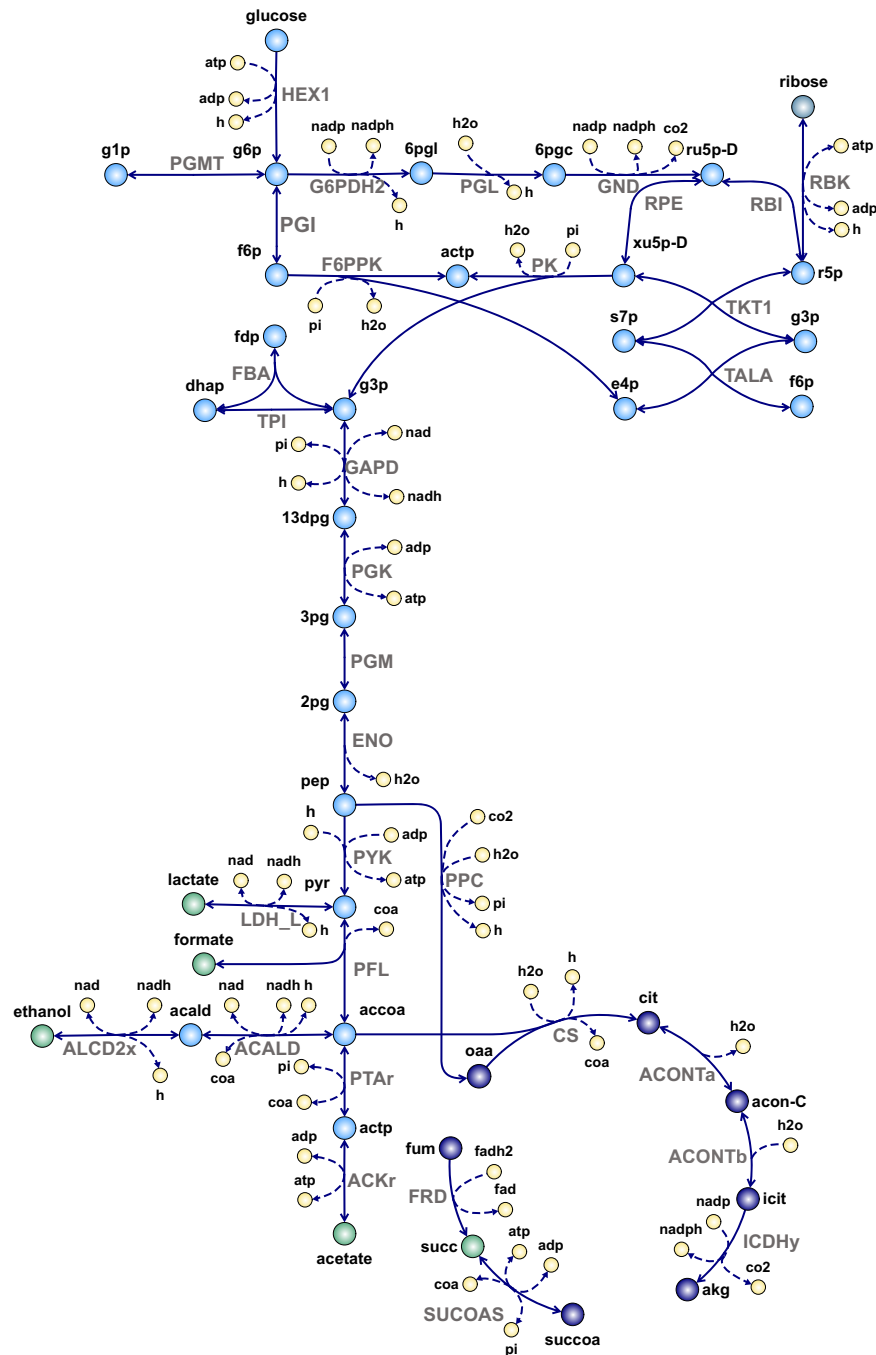 glucose
atp
adp
HEX1
h
ribose
nadp
nadph
h2o
nadp
nadph
co2
g1p
PGMT
g6p
6pgl
6pgc
ru5p-D
atp
G6PDH2
PGL
h
GND
RPE
RBI
RBK
adp
h
h
PGI
xu5p-D
f6p
F6PPK
actp
h2o
PK
pi
r5p
pi
h2o
s7p
TKT1
g3p
fdp
FBA
dhap
g3p
TPI
e4p
TALA
f6p
pi
nad
GAPD
h
nadh
13dpg
adp
PGK
atp
3pg
PGM
2pg
ENO
pep
h2o
h
adp
co2
PYK
h2o
atp
PPC
pi
h
nad
nadh
pyr
lactate
coa
LDH_L
h
formate
PFL
nad
nadh
nad
nadh
h
h2o
h
ethanol
acald
accoa
cit
ALCD2x
ACALD
CS
h2o
coa
coa
h
pi
PTAr
oaa
ACONTa
coa
acon-C
actp
adp
fum
fadh2
h2o
ACONTb
atp
ACKr
FRD
fad
icit
nadp
nadph
ICDHy
acetate
succ
atp
adp
co2
coa
akg
SUCOAS
succoa
pi